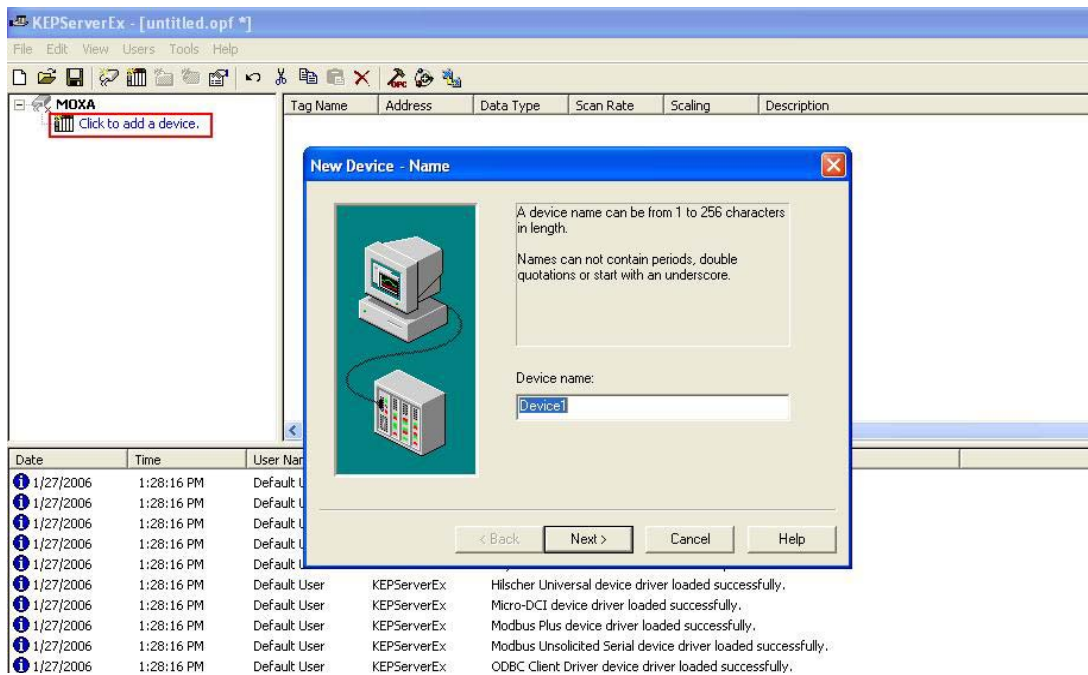 KEPServerEx - [untitled.opf *]
File Edit View Users Tools Help
MOXA
Click to add a device.
Tag Name Address Data Type Scan Rate Scaling Description
New Device - Name
A device name can be from 1 to 256 characters
in length.
Names can not contain periods, double
quotations or start with an underscore.
Device name:
Device1
< Back Next > Cancel Help
Date Time User Nam
1/27/2006 1:28:16 PM Default U
1/27/2006 1:28:16 PM Default U
1/27/2006 1:28:16 PM Default U
1/27/2006 1:28:16 PM Default U
1/27/2006 1:28:16 PM Default U
1/27/2006 1:28:16 PM Default User KEPServerEx Hilscher Universal device driver loaded successfully.
1/27/2006 1:28:16 PM Default User KEPServerEx Micro-DCI device driver loaded successfully.
1/27/2006 1:28:16 PM Default User KEPServerEx Modbus Plus device driver loaded successfully.
1/27/2006 1:28:16 PM Default User KEPServerEx Modbus Unsolicited Serial device driver loaded successfully.
1/27/2006 1:28:16 PM Default User KEPServerEx ODBC Client Driver device driver loaded successfully.